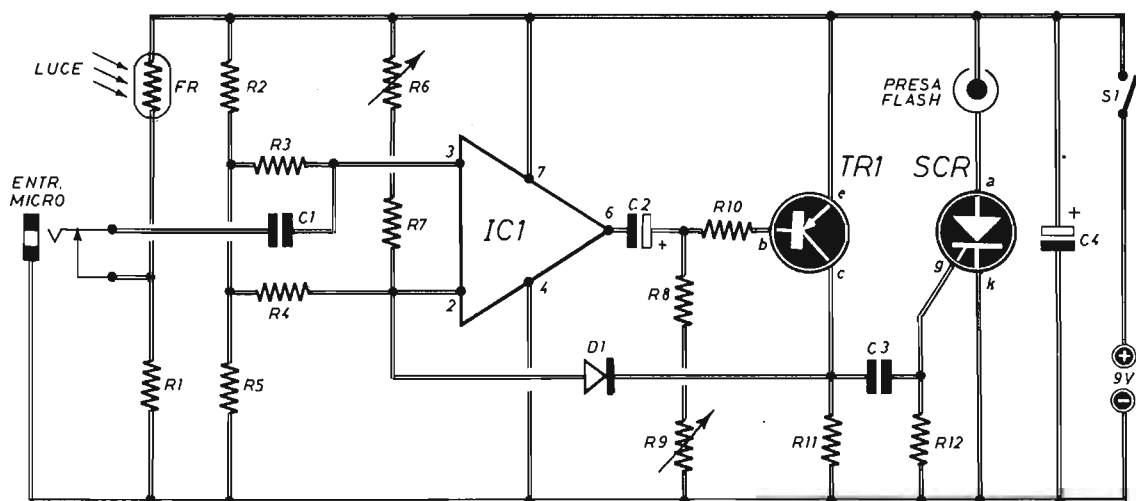 LUCE
FR
R2
R6
PRESA
FLASH
S1
R3
3
7
TR1
SCR
ENTR.
MICRO
C1
R7
IC1
6
C2
R10
e
a
b
+
+
C4
R4
2
4
R8
c
g
k
D1
C3
R1
R5
9V
R9
R11
R12